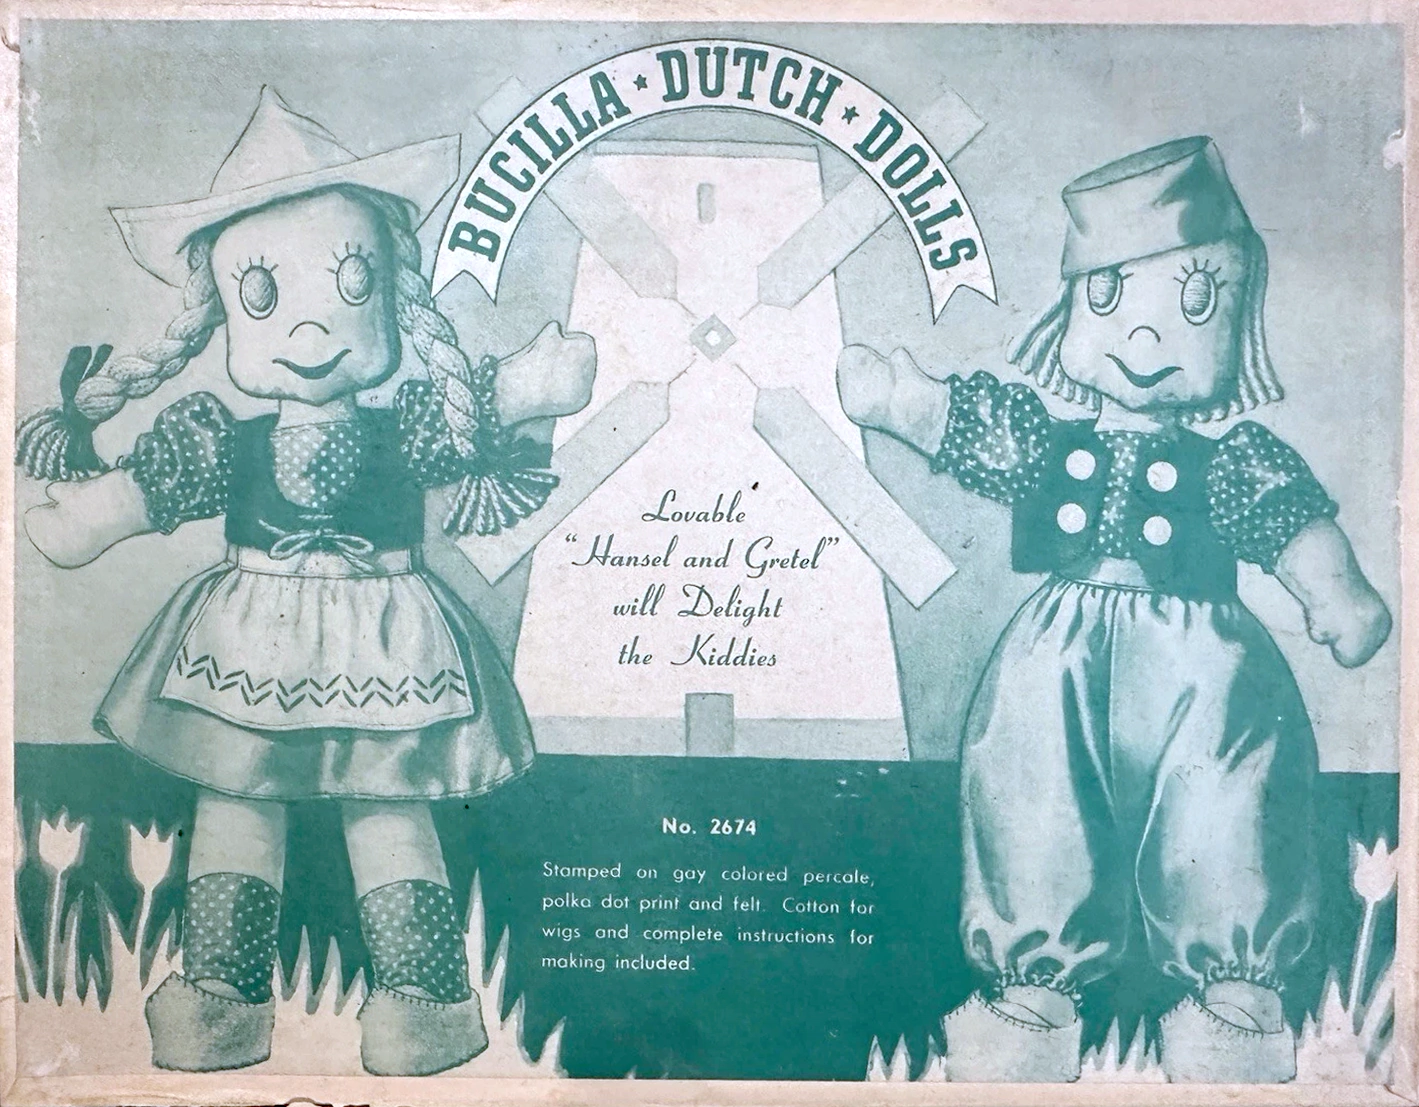 BUCILLA ★ DUTCH ★ DOLLS
Lovable
“Hansel and Gretel”
will Delight
the Kiddies
No. 2674
Stamped on gay colored percale,
polka dot print and felt. Cotton for
wigs and complete instructions for
making included.